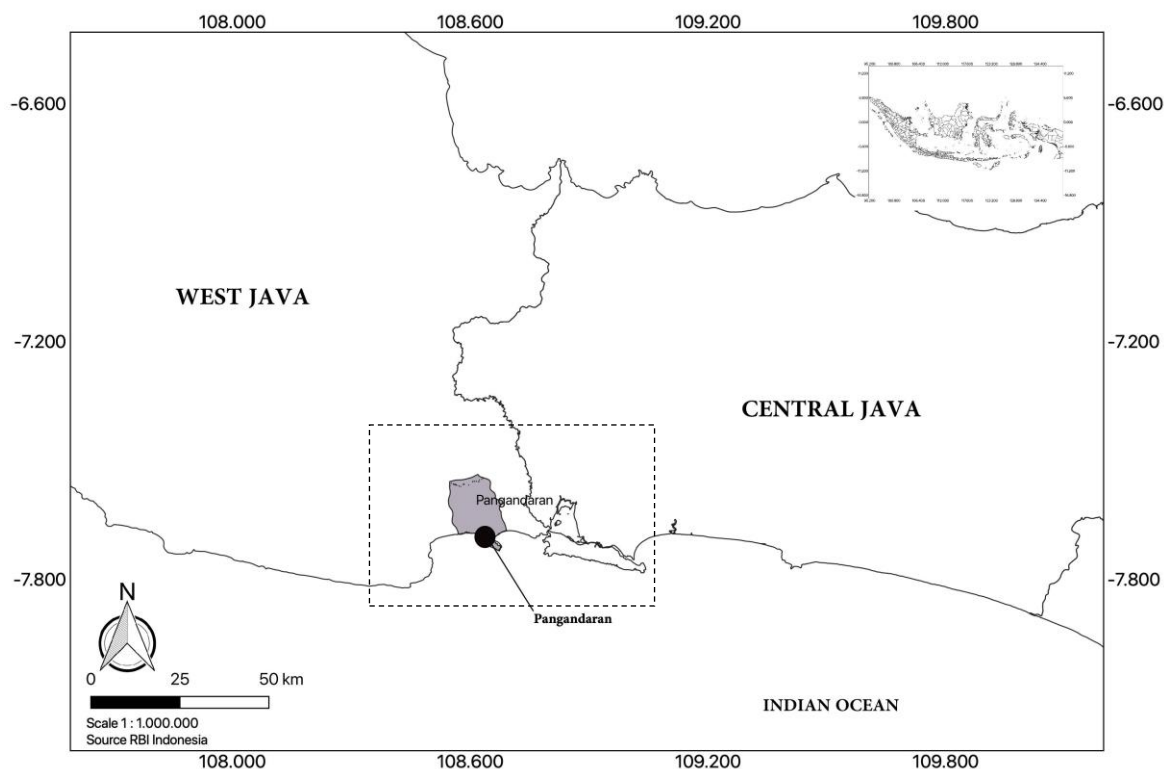 108.000 108.600 109.200 109.800
-6.600 -6.600
WEST JAVA
-7.200 -7.200
CENTRAL JAVA
Pangandaran
-7.800 -7.800
N
Pangandaran
0 25 50 km
Scale 1 : 1.000.000
Source RBI Indonesia
INDIAN OCEAN
108.000 108.600 109.200 109.800